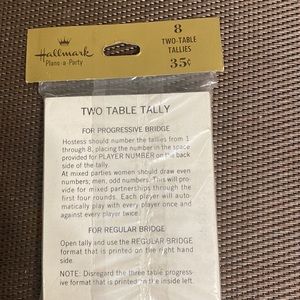 Hallmark
Plans-a-Party
8
TWO-TABLE
TALLIES
35¢
TWO TABLE TALLY
FOR PROGRESSIVE BRIDGE
Hostess should number the tallies from 1
through 8, placing the number in the space
provided for PLAYER NUMBER on the back
side of the tally.
At mixed parties women should draw even
numbers; men, odd numbers. This will pro-
vide for mixed partnerships through the
first four rounds. Each player will auto-
matically play with every player once and
against every player twice.
FOR REGULAR BRIDGE
Open tally and use the REGULAR BRIDGE
format that is printed on the right hand
side.
NOTE: Disregard the three table progres-
sive format that is printed on the left inside.